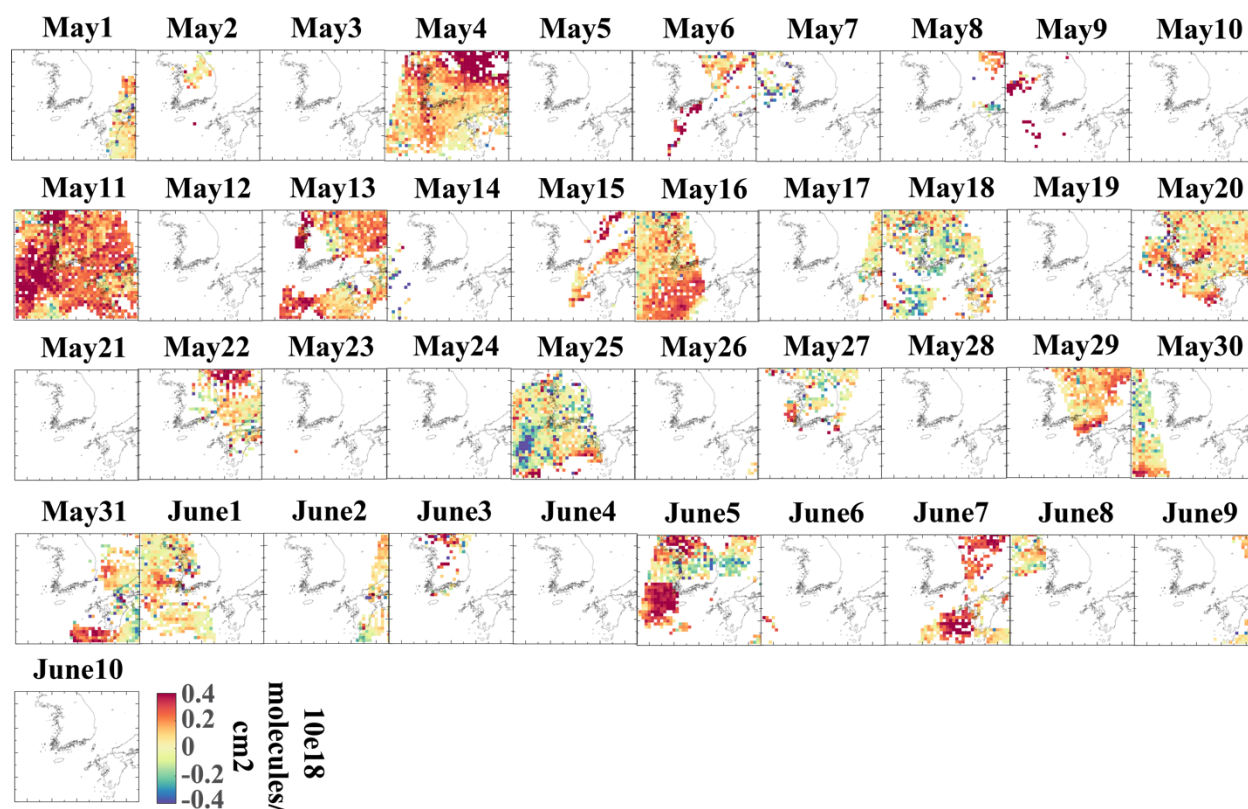 May1 May2 May3 May4 May5 May6 May7 May8 May9 May10
May11 May12 May13 May14 May15 May16 May17 May18 May19 May20
May21 May22 May23 May24 May25 May26 May27 May28 May29 May30
May31 June1 June2 June3 June4 June5 June6 June7 June8 June9
June10
0.4
0.2
0
-0.2
-0.4
10e18
molecules/
cm2